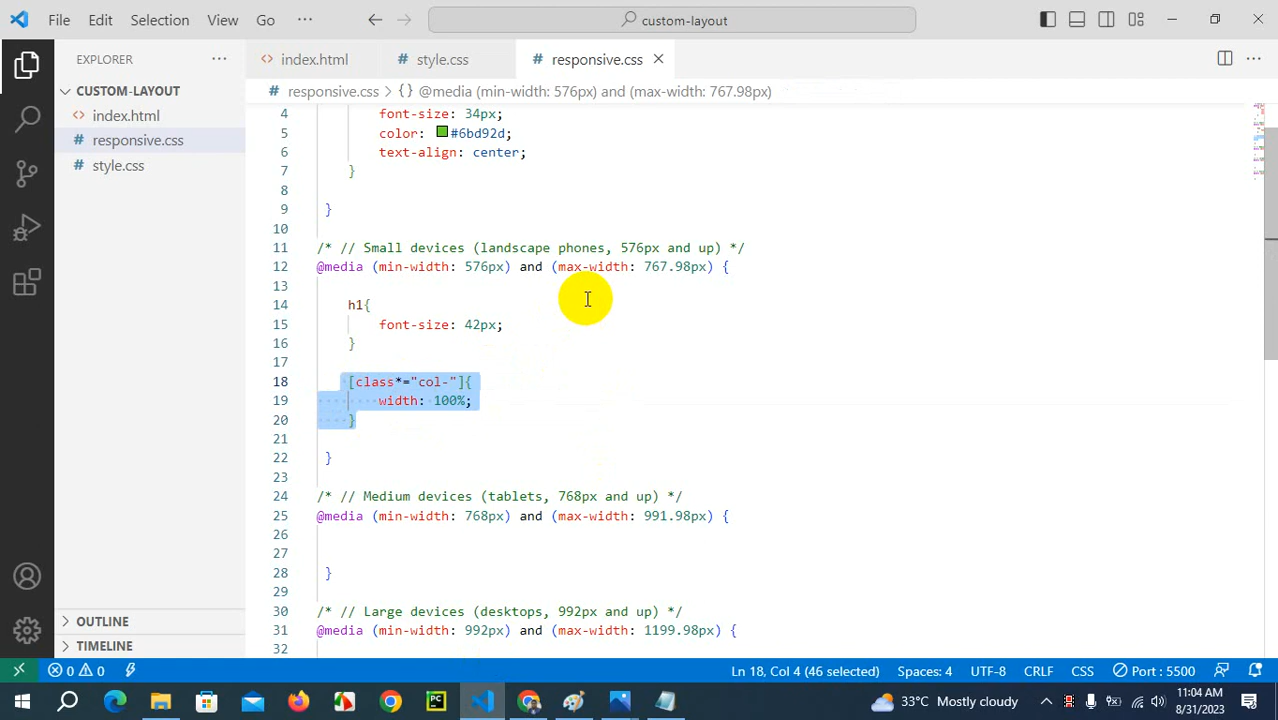 File Edit Selection View Go ··· custom-layout
EXPLORER ··· index.html # style.css # responsive.css
CUSTOM-LAYOUT # responsive.css > {} @media (min-width: 576px) and (max-width: 767.98px)
<> index.html
# responsive.css
# style.css
4 font-size: 34px;
5 color: #6bd92d;
6 text-align: center;
7 }
8
9 }
10
11 /* // Small devices (landscape phones, 576px and up) */
12 @media (min-width: 576px) and (max-width: 767.98px) {
13
14 h1{
15 font-size: 42px;
16 }
17
18 [class*="col-"]{
19 width: 100%;
20 }
21
22 }
23
24 /* // Medium devices (tablets, 768px and up) */
25 @media (min-width: 768px) and (max-width: 991.98px) {
26
27
28 }
29
30 /* // Large devices (desktops, 992px and up) */
31 @media (min-width: 992px) and (max-width: 1199.98px) {
32
OUTLINE
TIMELINE
0 0 Ln 18, Col 4 (46 selected) Spaces: 4 UTF-8 CRLF CSS Port : 5500
PC 33°C Mostly cloudy 11:04 AM
8/31/2023